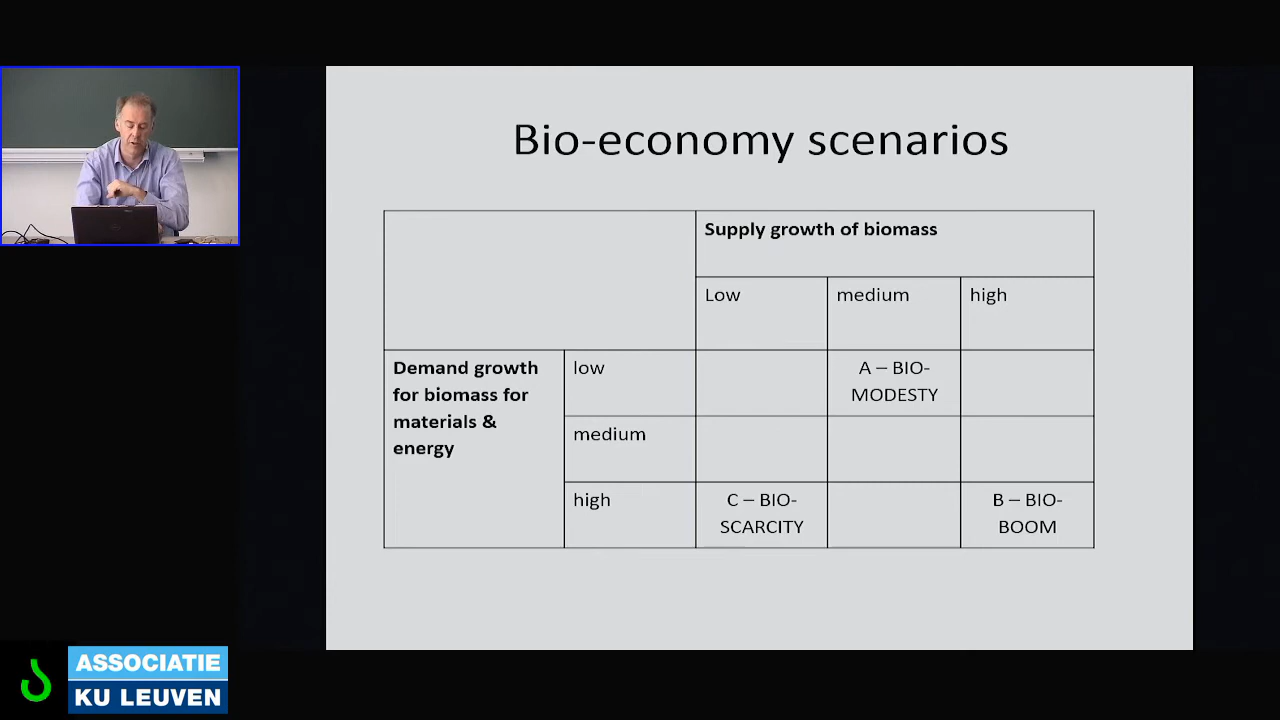 Bio-economy scenarios
Supply growth of biomass
Low
medium
high
Demand growth
for biomass for
materials &
energy
low
A – BIO-
MODESTY
medium
high
C – BIO-
SCARCITY
B – BIO-
BOOM
ASSOCIATIE
KU LEUVEN